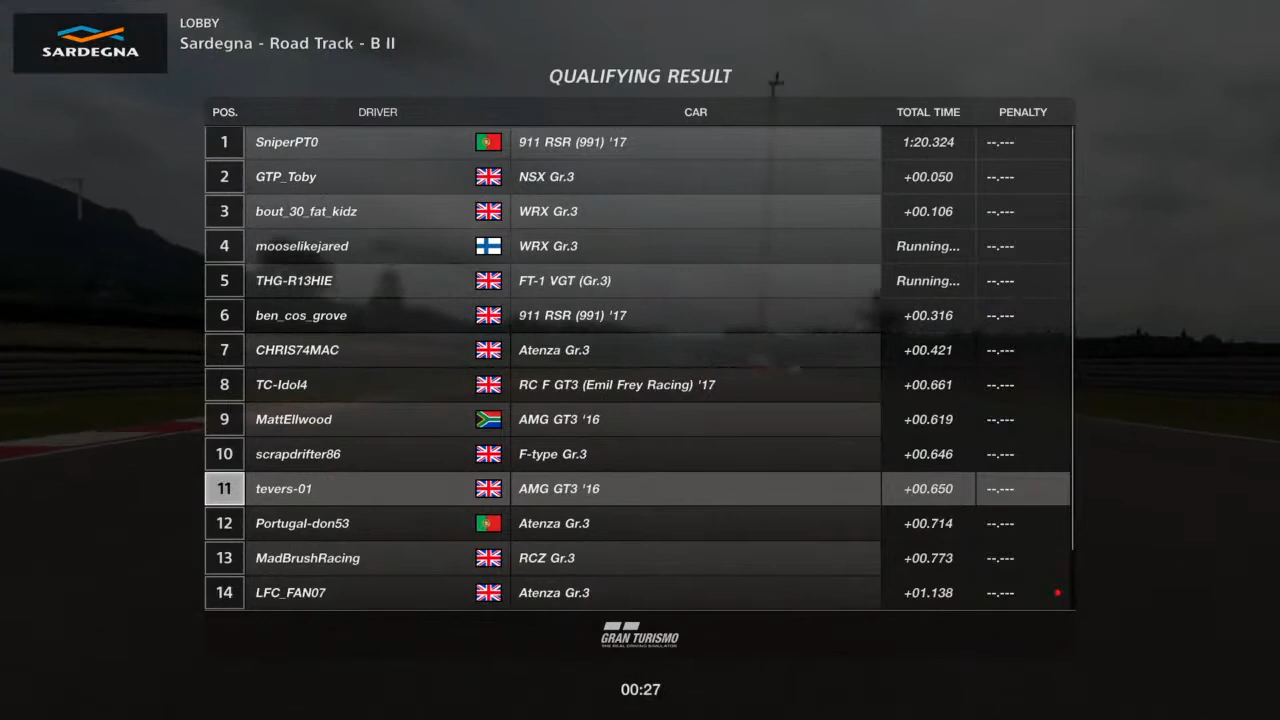 SARDEGNA
LOBBY
Sardegna - Road Track - B II
QUALIFYING RESULT
POS. DRIVER CAR TOTAL TIME PENALTY
1 SniperPT0 911 RSR (991) '17 1:20.324 --.---
2 GTP_Toby NSX Gr.3 +00.050 --.---
3 bout_30_fat_kidz WRX Gr.3 +00.106 --.---
4 mooselikejared WRX Gr.3 Running... --.---
5 THG-R13HIE FT-1 VGT (Gr.3) Running... --.---
6 ben_cos_grove 911 RSR (991) '17 +00.316 --.---
7 CHRIS74MAC Atenza Gr.3 +00.421 --.---
8 TC-Idol4 RC F GT3 (Emil Frey Racing) '17 +00.661 --.---
9 MattEllwood AMG GT3 '16 +00.619 --.---
10 scrapdrifter86 F-type Gr.3 +00.646 --.---
11 tevers-01 AMG GT3 '16 +00.650 --.---
12 Portugal-don53 Atenza Gr.3 +00.714 --.---
13 MadBrushRacing RCZ Gr.3 +00.773 --.---
14 LFC_FAN07 Atenza Gr.3 +01.138 --.---
GRAN TURISMO
THE REAL DRIVING SIMULATOR
00:27